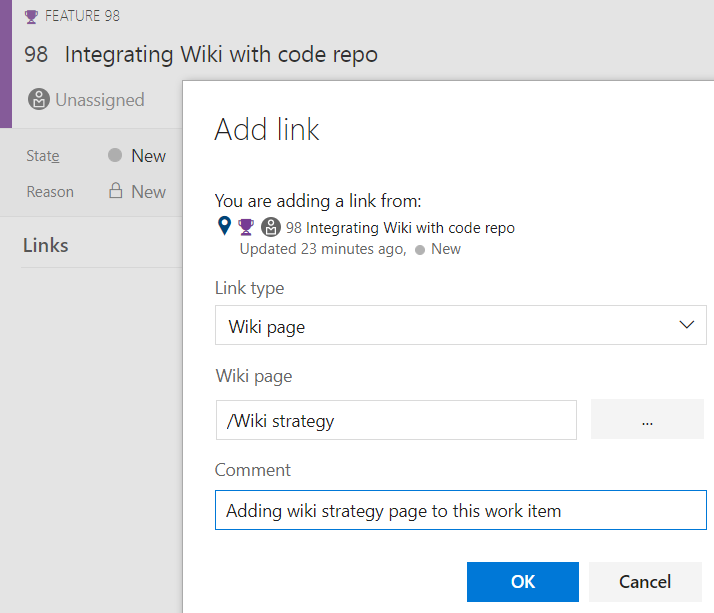 FEATURE 98
98 Integrating Wiki with code repo
Unassigned
State New
Reason New
Links
Add link
You are adding a link from:
98 Integrating Wiki with code repo
Updated 23 minutes ago, New
Link type
Wiki page
Wiki page
/Wiki strategy
...
Comment
Adding wiki strategy page to this work item
OK Cancel